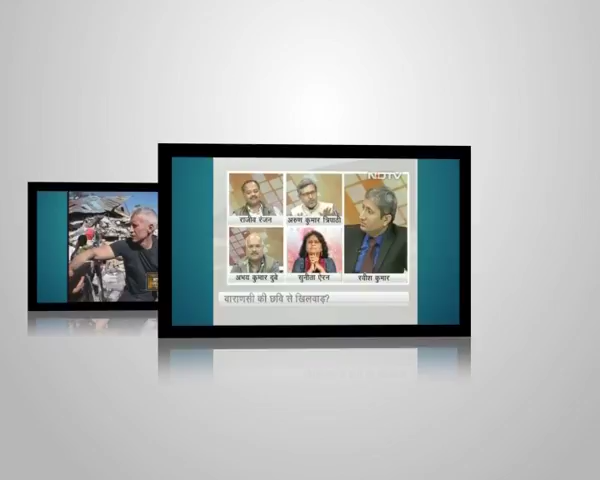 NDTV
राजीव रंजन
अरुण कुमार त्रिपाठी
अभय कुमार दुबे
सुनीता ऐरन
रवीश कुमार
वाराणसी की छवि से खिलवाड़?